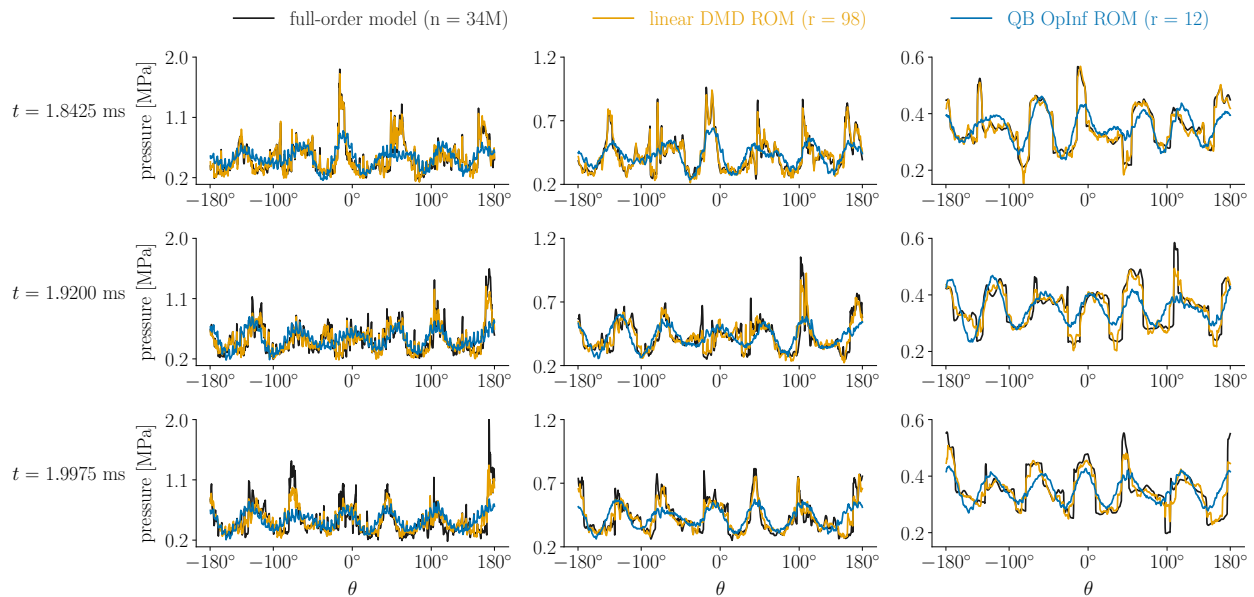 full-order model (n = 34M) linear DMD ROM (r = 98) QB OpInf ROM (r = 12)
t = 1.8425 ms
pressure [MPa]
2.0
1.1
0.2
−180° −100° 0° 100° 180°
1.2
0.7
0.2
−180° −100° 0° 100° 180°
0.6
0.4
0.2
−180° −100° 0° 100° 180°
t = 1.9200 ms
pressure [MPa]
2.0
1.1
0.2
−180° −100° 0° 100° 180°
1.2
0.7
0.2
−180° −100° 0° 100° 180°
0.6
0.4
0.2
−180° −100° 0° 100° 180°
t = 1.9975 ms
pressure [MPa]
2.0
1.1
0.2
−180° −100° 0° 100° 180°
θ
1.2
0.7
0.2
−180° −100° 0° 100° 180°
θ
0.6
0.4
0.2
−180° −100° 0° 100° 180°
θ